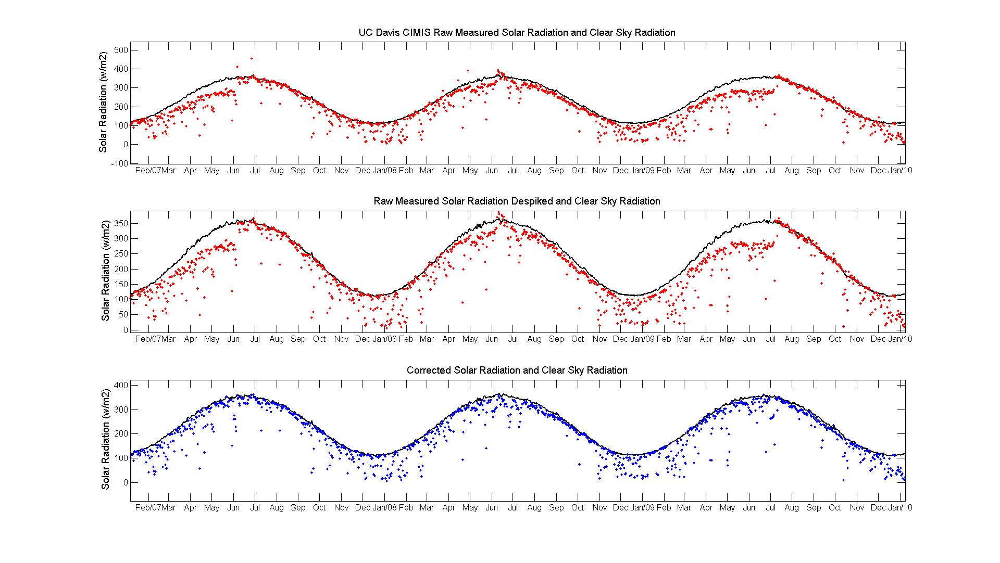 UC Davis CIMIS Raw Measured Solar Radiation and Clear Sky Radiation
Solar Radiation (w/m2)
500
400
300
200
100
0
-100
Feb/07 Mar Apr May Jun Jul Aug Sep Oct Nov Dec Jan/08 Feb Mar Apr May Jun Jul Aug Sep Oct Nov Dec Jan/09 Feb Mar Apr May Jun Jul Aug Sep Oct Nov Dec Jan/10
Raw Measured Solar Radiation Despiked and Clear Sky Radiation
Solar Radiation (w/m2)
350
300
250
200
150
100
50
0
Feb/07 Mar Apr May Jun Jul Aug Sep Oct Nov Dec Jan/08 Feb Mar Apr May Jun Jul Aug Sep Oct Nov Dec Jan/09 Feb Mar Apr May Jun Jul Aug Sep Oct Nov Dec Jan/10
Corrected Solar Radiation and Clear Sky Radiation
Solar Radiation (w/m2)
400
300
200
100
0
Feb/07 Mar Apr May Jun Jul Aug Sep Oct Nov Dec Jan/08 Feb Mar Apr May Jun Jul Aug Sep Oct Nov Dec Jan/09 Feb Mar Apr May Jun Jul Aug Sep Oct Nov Dec Jan/10